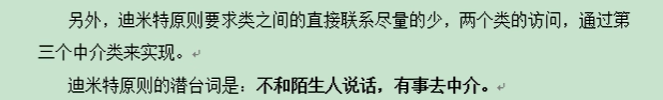 另外，迪米特原则要求类之间的直接联系尽量的少，两个类的访问，通过第
三个中介类来实现。
迪米特原则的潜台词是：不和陌生人说话，有事去中介。